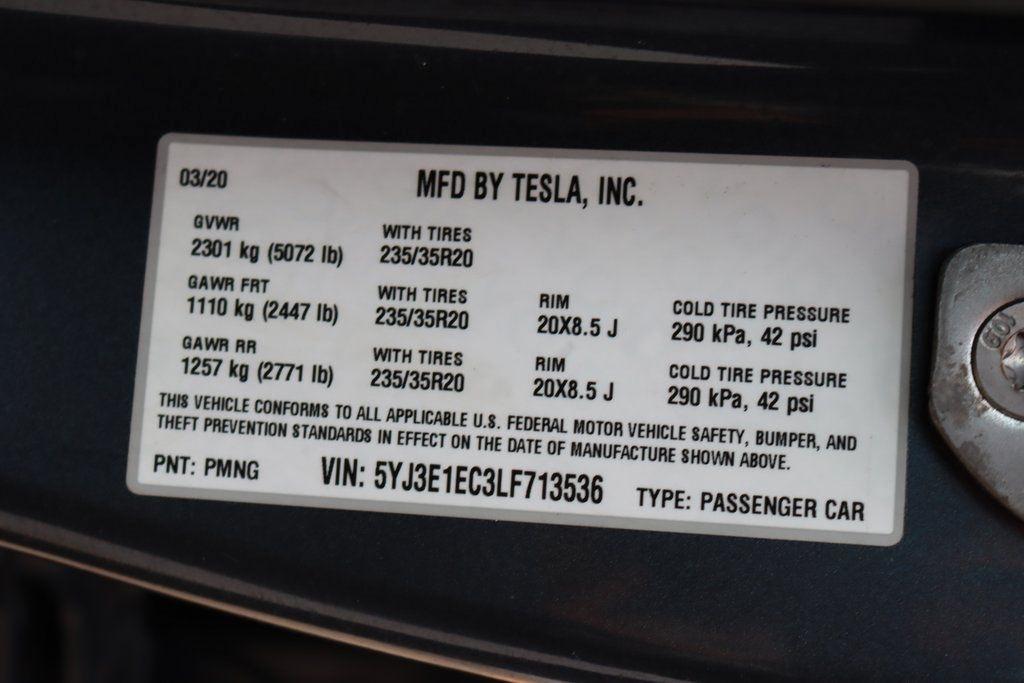 03/20 MFD BY TESLA, INC.
GVWR WITH TIRES
2301 kg (5072 lb) 235/35R20
GAWR FRT WITH TIRES RIM COLD TIRE PRESSURE
1110 kg (2447 lb) 235/35R20 20X8.5 J 290 kPa, 42 psi
GAWR RR WITH TIRES RIM COLD TIRE PRESSURE
1257 kg (2771 lb) 235/35R20 20X8.5 J 290 kPa, 42 psi
THIS VEHICLE CONFORMS TO ALL APPLICABLE U.S. FEDERAL MOTOR VEHICLE SAFETY, BUMPER, AND
THEFT PREVENTION STANDARDS IN EFFECT ON THE DATE OF MANUFACTURE SHOWN ABOVE.
PNT: PMNG VIN: 5YJ3E1EC3LF713536 TYPE: PASSENGER CAR